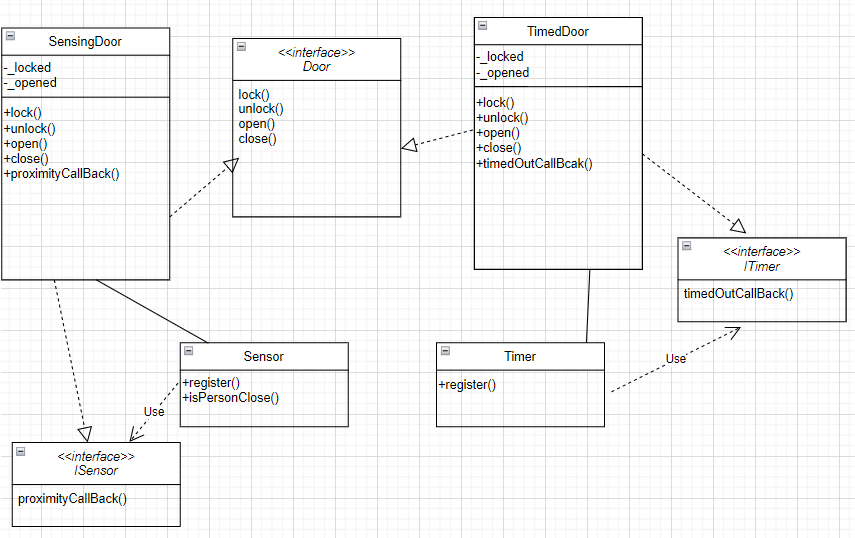 SensingDoor
-_locked
-_opened
+lock()
+unlock()
+open()
+close()
+proximityCallBack()
<<interface>>
Door
lock()
unlock()
open()
close()
TimedDoor
-_locked
-_opened
+lock()
+unlock()
+open()
+close()
+timedOutCallBcak()
<<interface>>
ITimer
timedOutCallBack()
Sensor
+register()
+isPersonClose()
Timer
+register()
Use
Use
<<interface>>
ISensor
proximityCallBack()